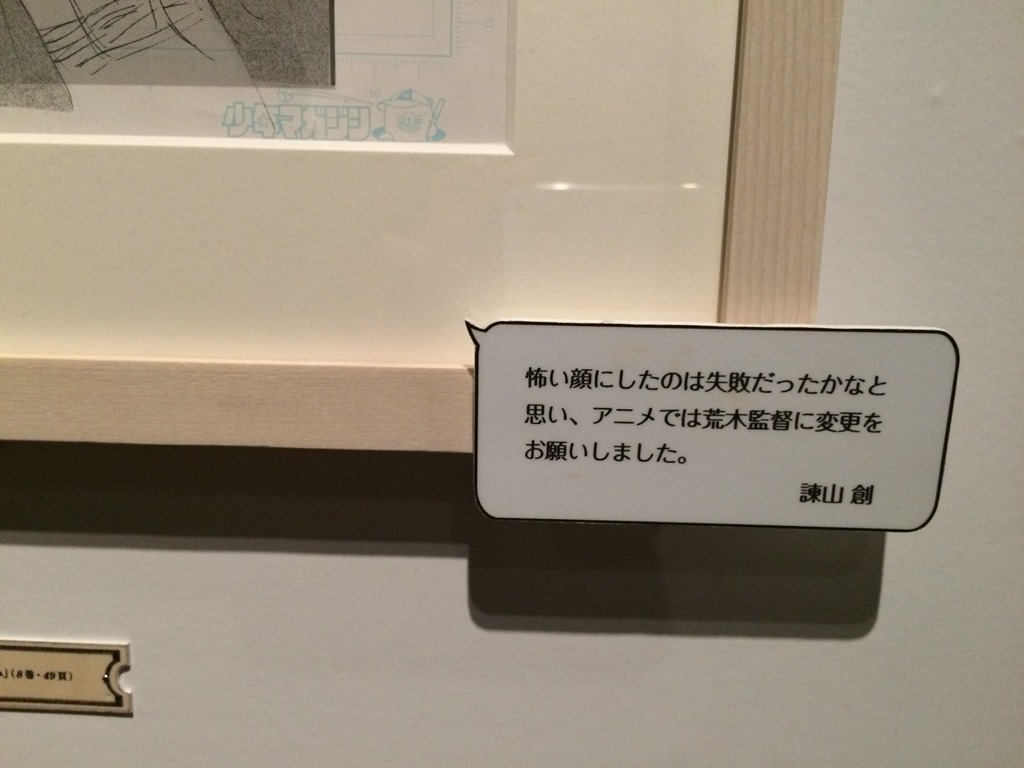 少年マガジン
怖い顔にしたのは失敗だったかなと
思い、アニメでは荒木監督に変更を
お願いしました。
諫山 創
」(8巻・49頁)